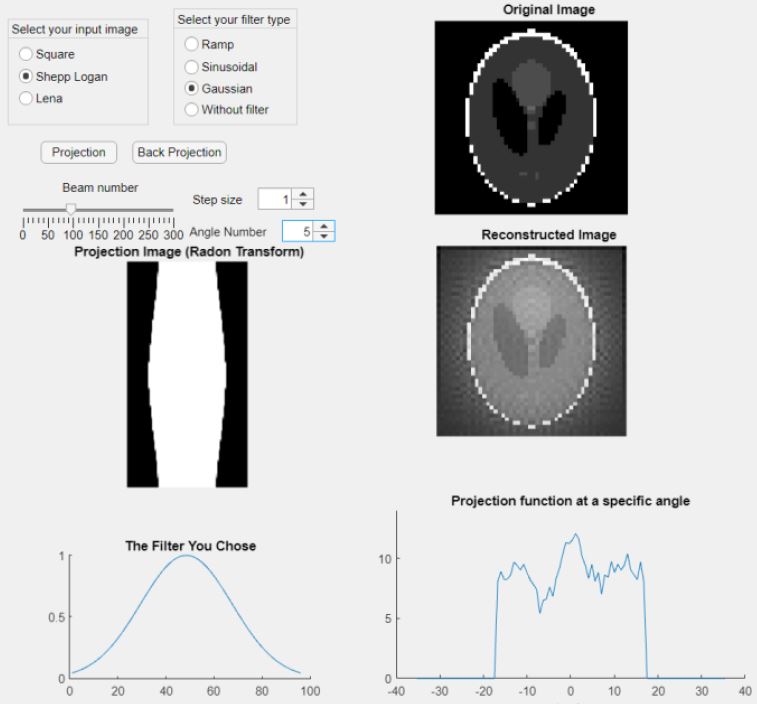 Select your input image
Square
Shepp Logan
Lena
Select your filter type
Ramp
Sinusoidal
Gaussian
Without filter
Projection
Back Projection
Beam number
0 50 100 150 200 250 300
Step size 1
Angle Number 5
Projection Image (Radon Transform)
Original Image
Reconstructed Image
The Filter You Chose
1
0.5
0
0 20 40 60 80 100
Projection function at a specific angle
10
5
0
-40 -30 -20 -10 0 10 20 30 40